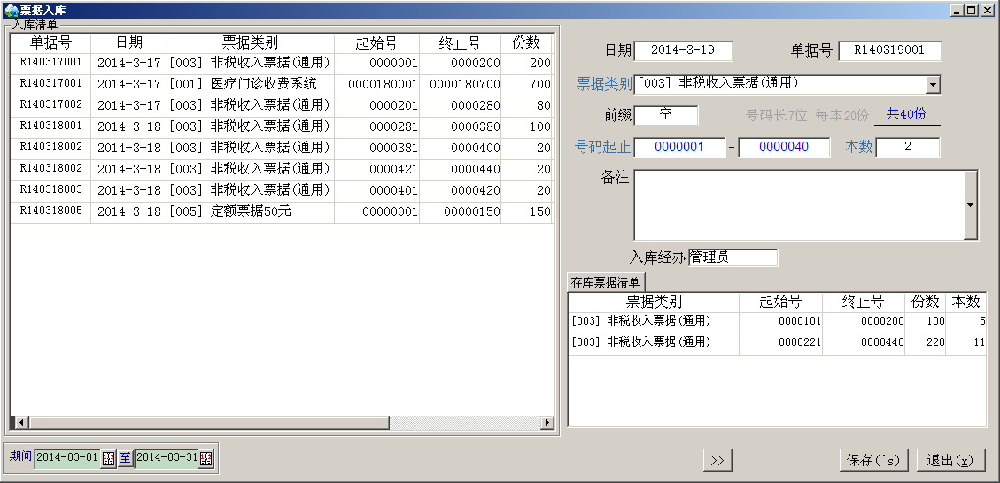 票据入库
入库清单
单据号 日期 票据类别 起始号 终止号 份数
R140317001 2014-3-17 [003] 非税收入票据(通用) 0000001 0000200 200
R140317001 2014-3-17 [001] 医疗门诊收费系统 0000180001 0000180700 700
R140317002 2014-3-17 [003] 非税收入票据(通用) 0000201 0000280 80
R140318001 2014-3-18 [003] 非税收入票据(通用) 0000281 0000380 100
R140318002 2014-3-18 [003] 非税收入票据(通用) 0000381 0000400 20
R140318002 2014-3-18 [003] 非税收入票据(通用) 0000421 0000440 20
R140318003 2014-3-18 [003] 非税收入票据(通用) 0000401 0000420 20
R140318005 2014-3-18 [005] 定额票据50元 00000001 00000150 150
日期 2014-3-19 单据号 R140319001
票据类别 [003] 非税收入票据(通用)
前缀 空 号码长7位 每本20份 共40份
号码起止 0000001 - 0000040 本数 2
备注
入库经办 管理员
存库票据清单
票据类别 起始号 终止号 份数 本数
[003] 非税收入票据(通用) 0000101 0000200 100 5
[003] 非税收入票据(通用) 0000221 0000440 220 11
期间 2014-03-01 至 2014-03-31
>> 保存(^s) 退出(x)